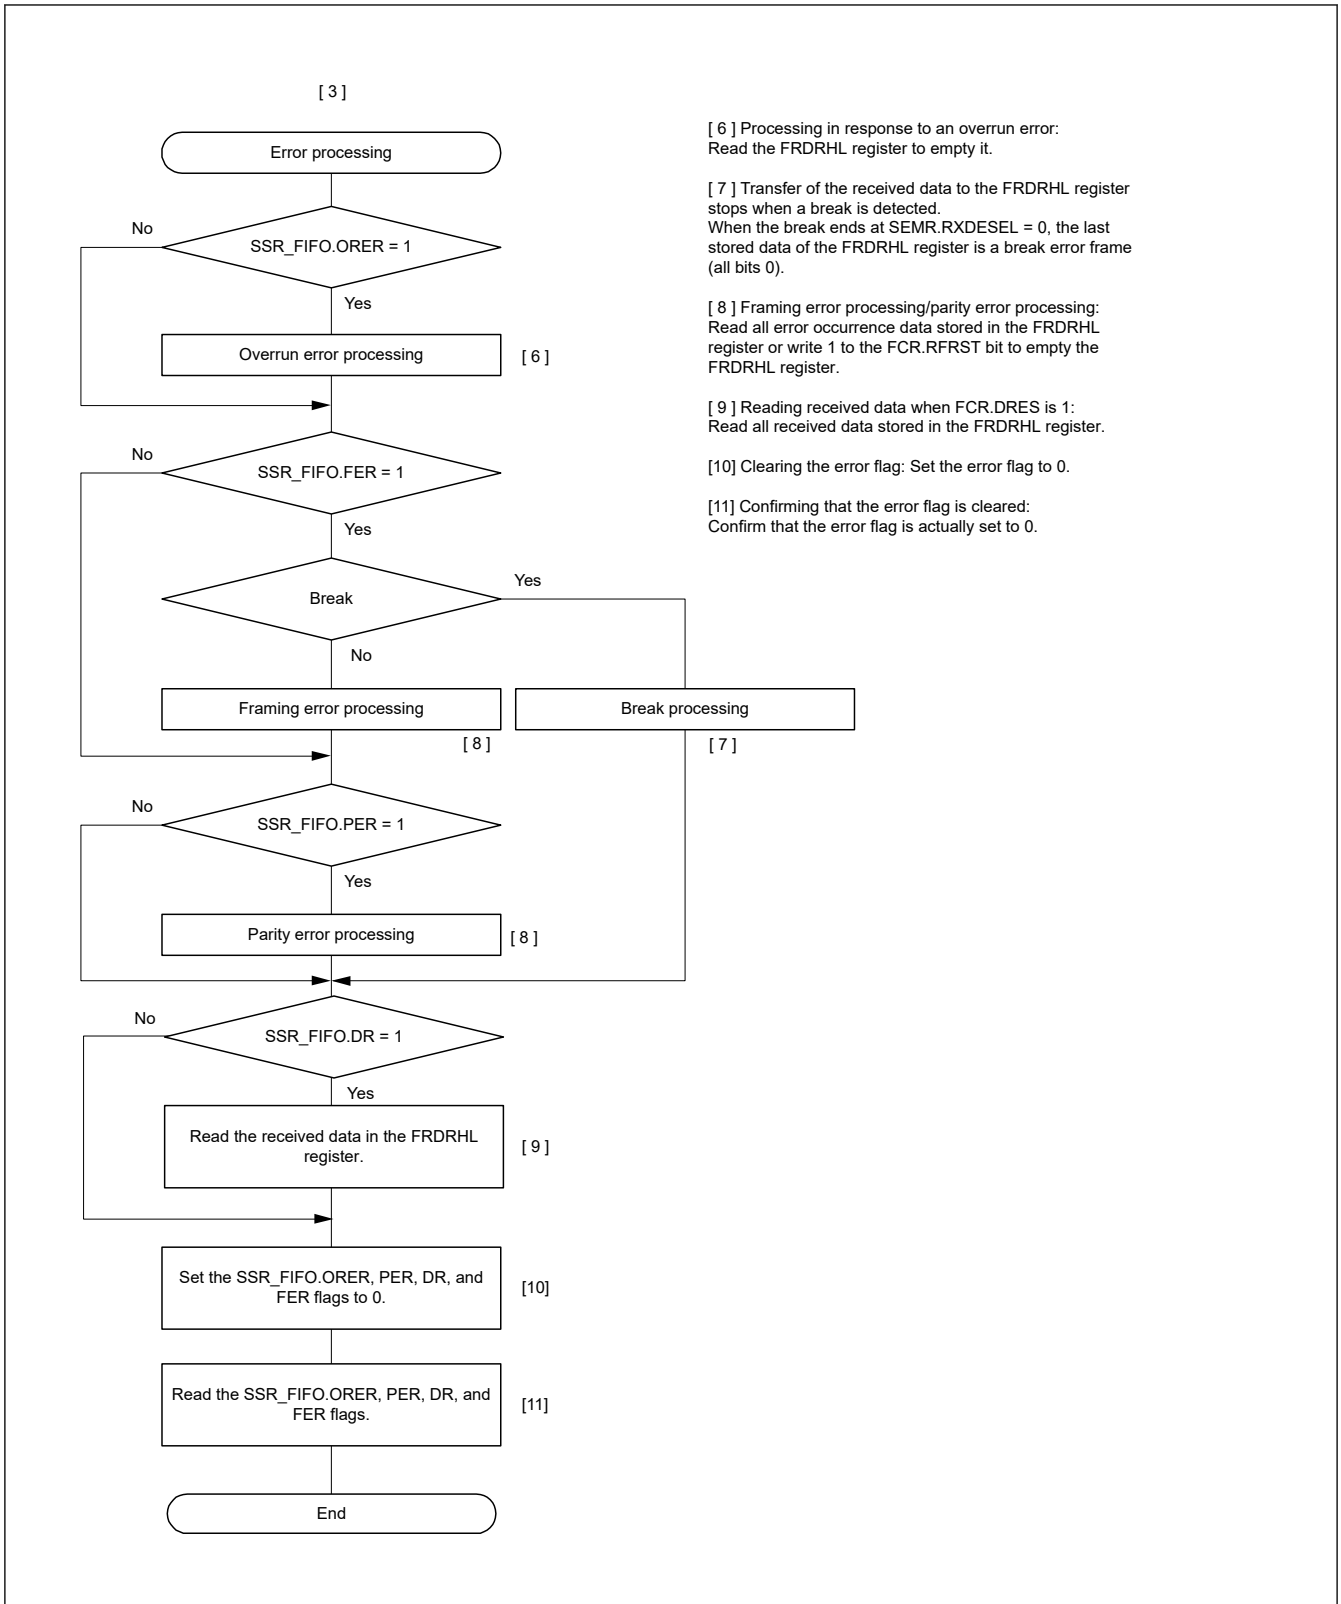 [ 3 ]
Error processing
No
SSR_FIFO.ORER = 1
Yes
Overrun error processing
[ 6 ]
No
SSR_FIFO.FER = 1
Yes
Break
Yes
No
Framing error processing
[ 8 ]
Break processing
[ 7 ]
No
SSR_FIFO.PER = 1
Yes
Parity error processing
[ 8 ]
No
SSR_FIFO.DR = 1
Yes
Read the received data in the FRDRHL
register.
[ 9 ]
Set the SSR_FIFO.ORER, PER, DR, and
FER flags to 0.
[10]
Read the SSR_FIFO.ORER, PER, DR, and
FER flags.
[11]
End
[ 6 ] Processing in response to an overrun error:
Read the FRDRHL register to empty it.
[ 7 ] Transfer of the received data to the FRDRHL register
stops when a break is detected.
When the break ends at SEMR.RXDESEL = 0, the last
stored data of the FRDRHL register is a break error frame
(all bits 0).
[ 8 ] Framing error processing/parity error processing:
Read all error occurrence data stored in the FRDRHL
register or write 1 to the FCR.RFRST bit to empty the
FRDRHL register.
[ 9 ] Reading received data when FCR.DRES is 1:
Read all received data stored in the FRDRHL register.
[10] Clearing the error flag: Set the error flag to 0.
[11] Confirming that the error flag is cleared:
Confirm that the error flag is actually set to 0.